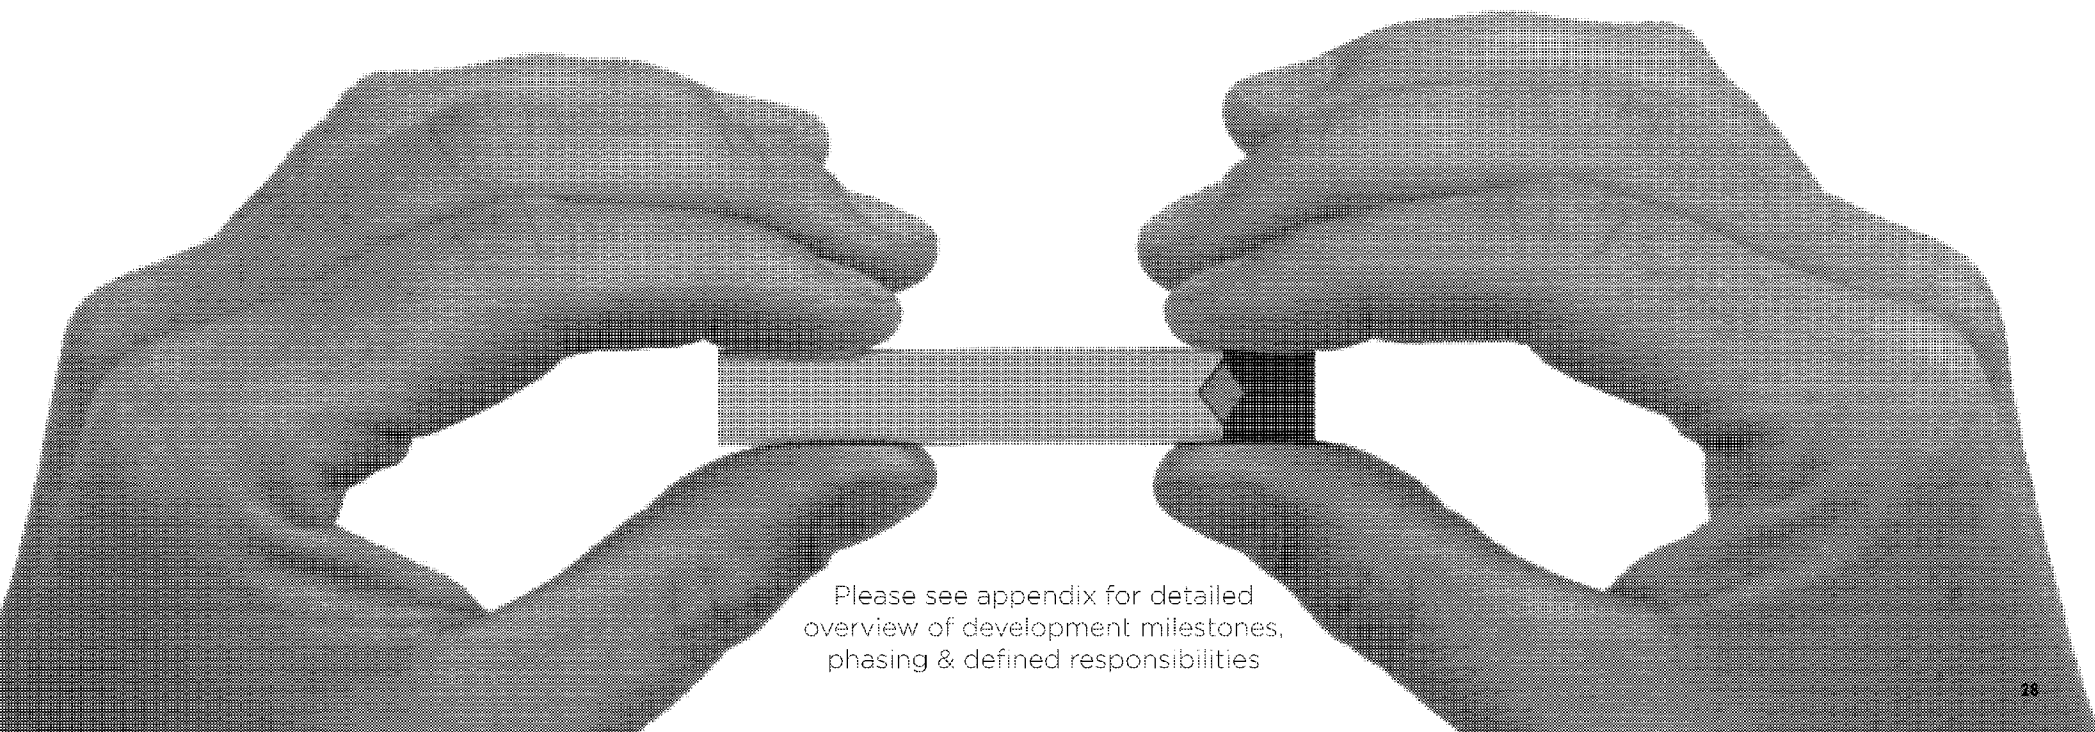 Please see appendix for detailed
overview of development milestones,
phasing & defined responsibilities
28